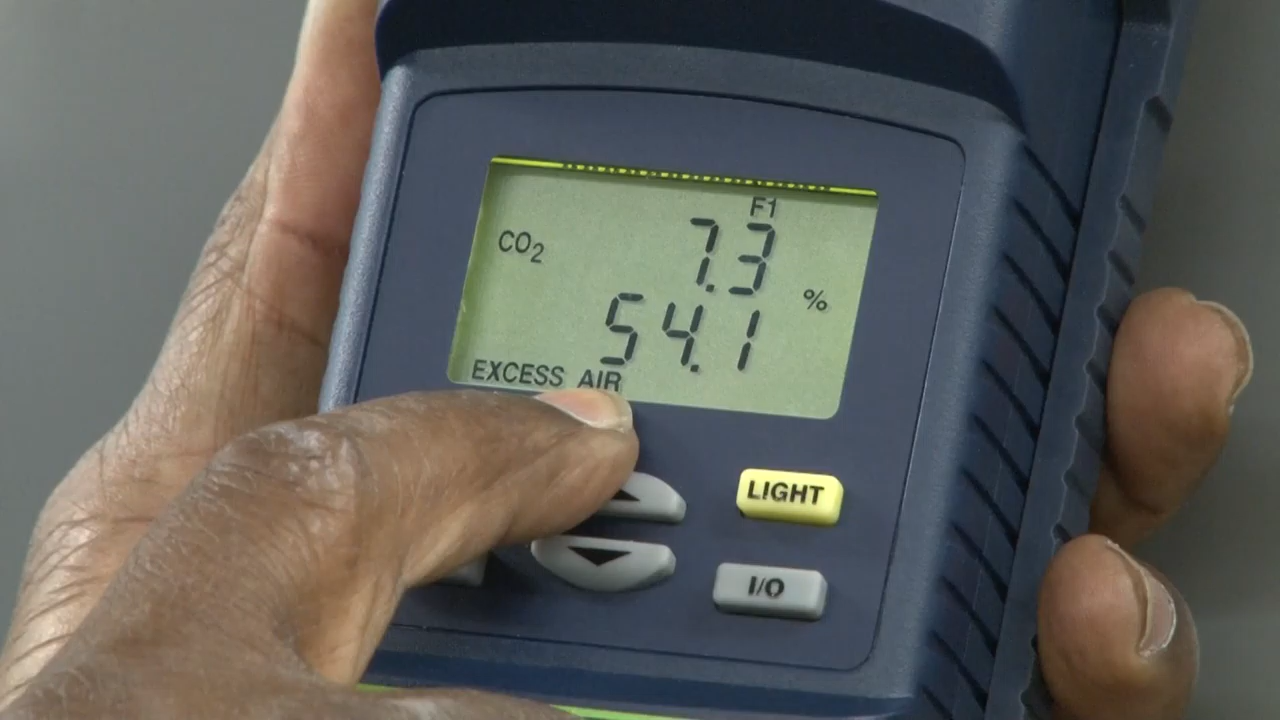 F1
CO₂ 7.3
%
54.1
EXCESS AIR
LIGHT
I/O